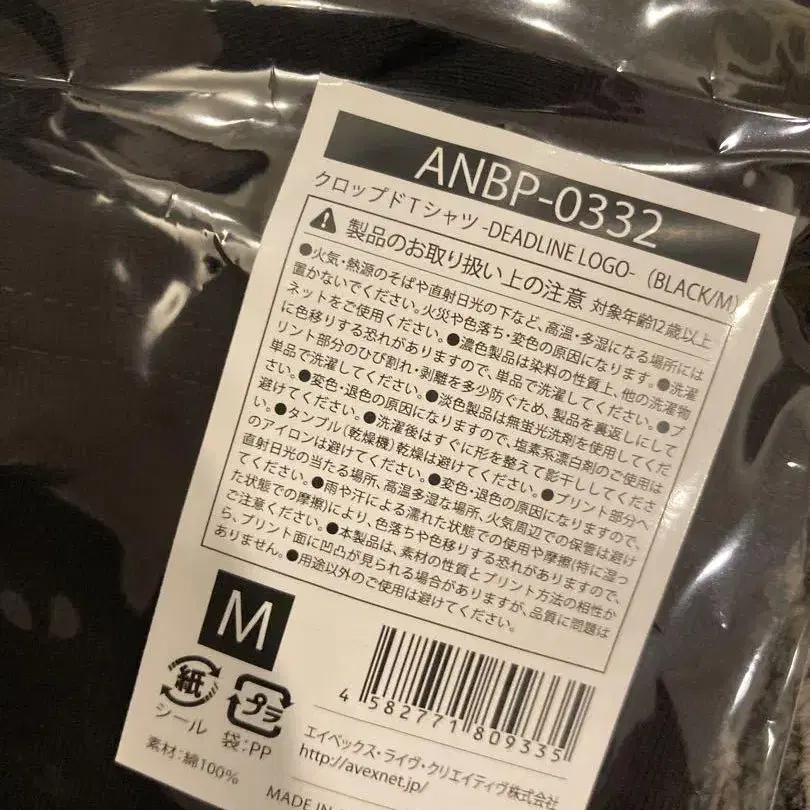 ANBP-0332
クロップドTシャツ -DEADLINE LOGO-（BLACK/M）
製品のお取り扱い上の注意 対象年齢12歳以上
●火気・熱源のそばや直射日光の下など、高温・多湿になる場所には
置かないでください。火災や色落ち・変色の原因になります。●洗濯
ネットをご使用ください。●濃色製品は染料の性質上、他の洗濯物
に色移りする恐れがありますので、単品で洗濯してください。●プ
リント部分のひび割れ・剥離を多少防ぐため、製品を裏返しにして
単品で洗濯してください。●淡色製品は無蛍光洗剤を使用してくだ
さい。●変色・退色の原因になりますので、塩素系漂白剤のご使用は
避けてください。●洗濯後はすぐに形を整えて影干ししてくださ
い。●タンブル(乾燥機)乾燥は避けてください。●プリント部分へ
のアイロンは避けてください。●変色・退色の原因になりますので、
直射日光の当たる場所、高温多湿な場所、火気周辺での保管は避け
てください。●雨や汗による濡れた状態での使用や摩擦(特に湿っ
た状態での摩擦)により、色落ちや色移りする恐れがありますので、
ご注意ください。●本製品は、素材の性質とプリント方法の相性か
ら、プリント面に凹凸が見られる場合がありますが、品質に問題は
ありません。●用途以外のご使用は避けてください。
M
紙
シール
プラ
袋:PP
素材:綿100%
4 582771 809335
エイベックス・ライヴ・クリエイティヴ株式会社
http://avexnet.jp/
MADE IN